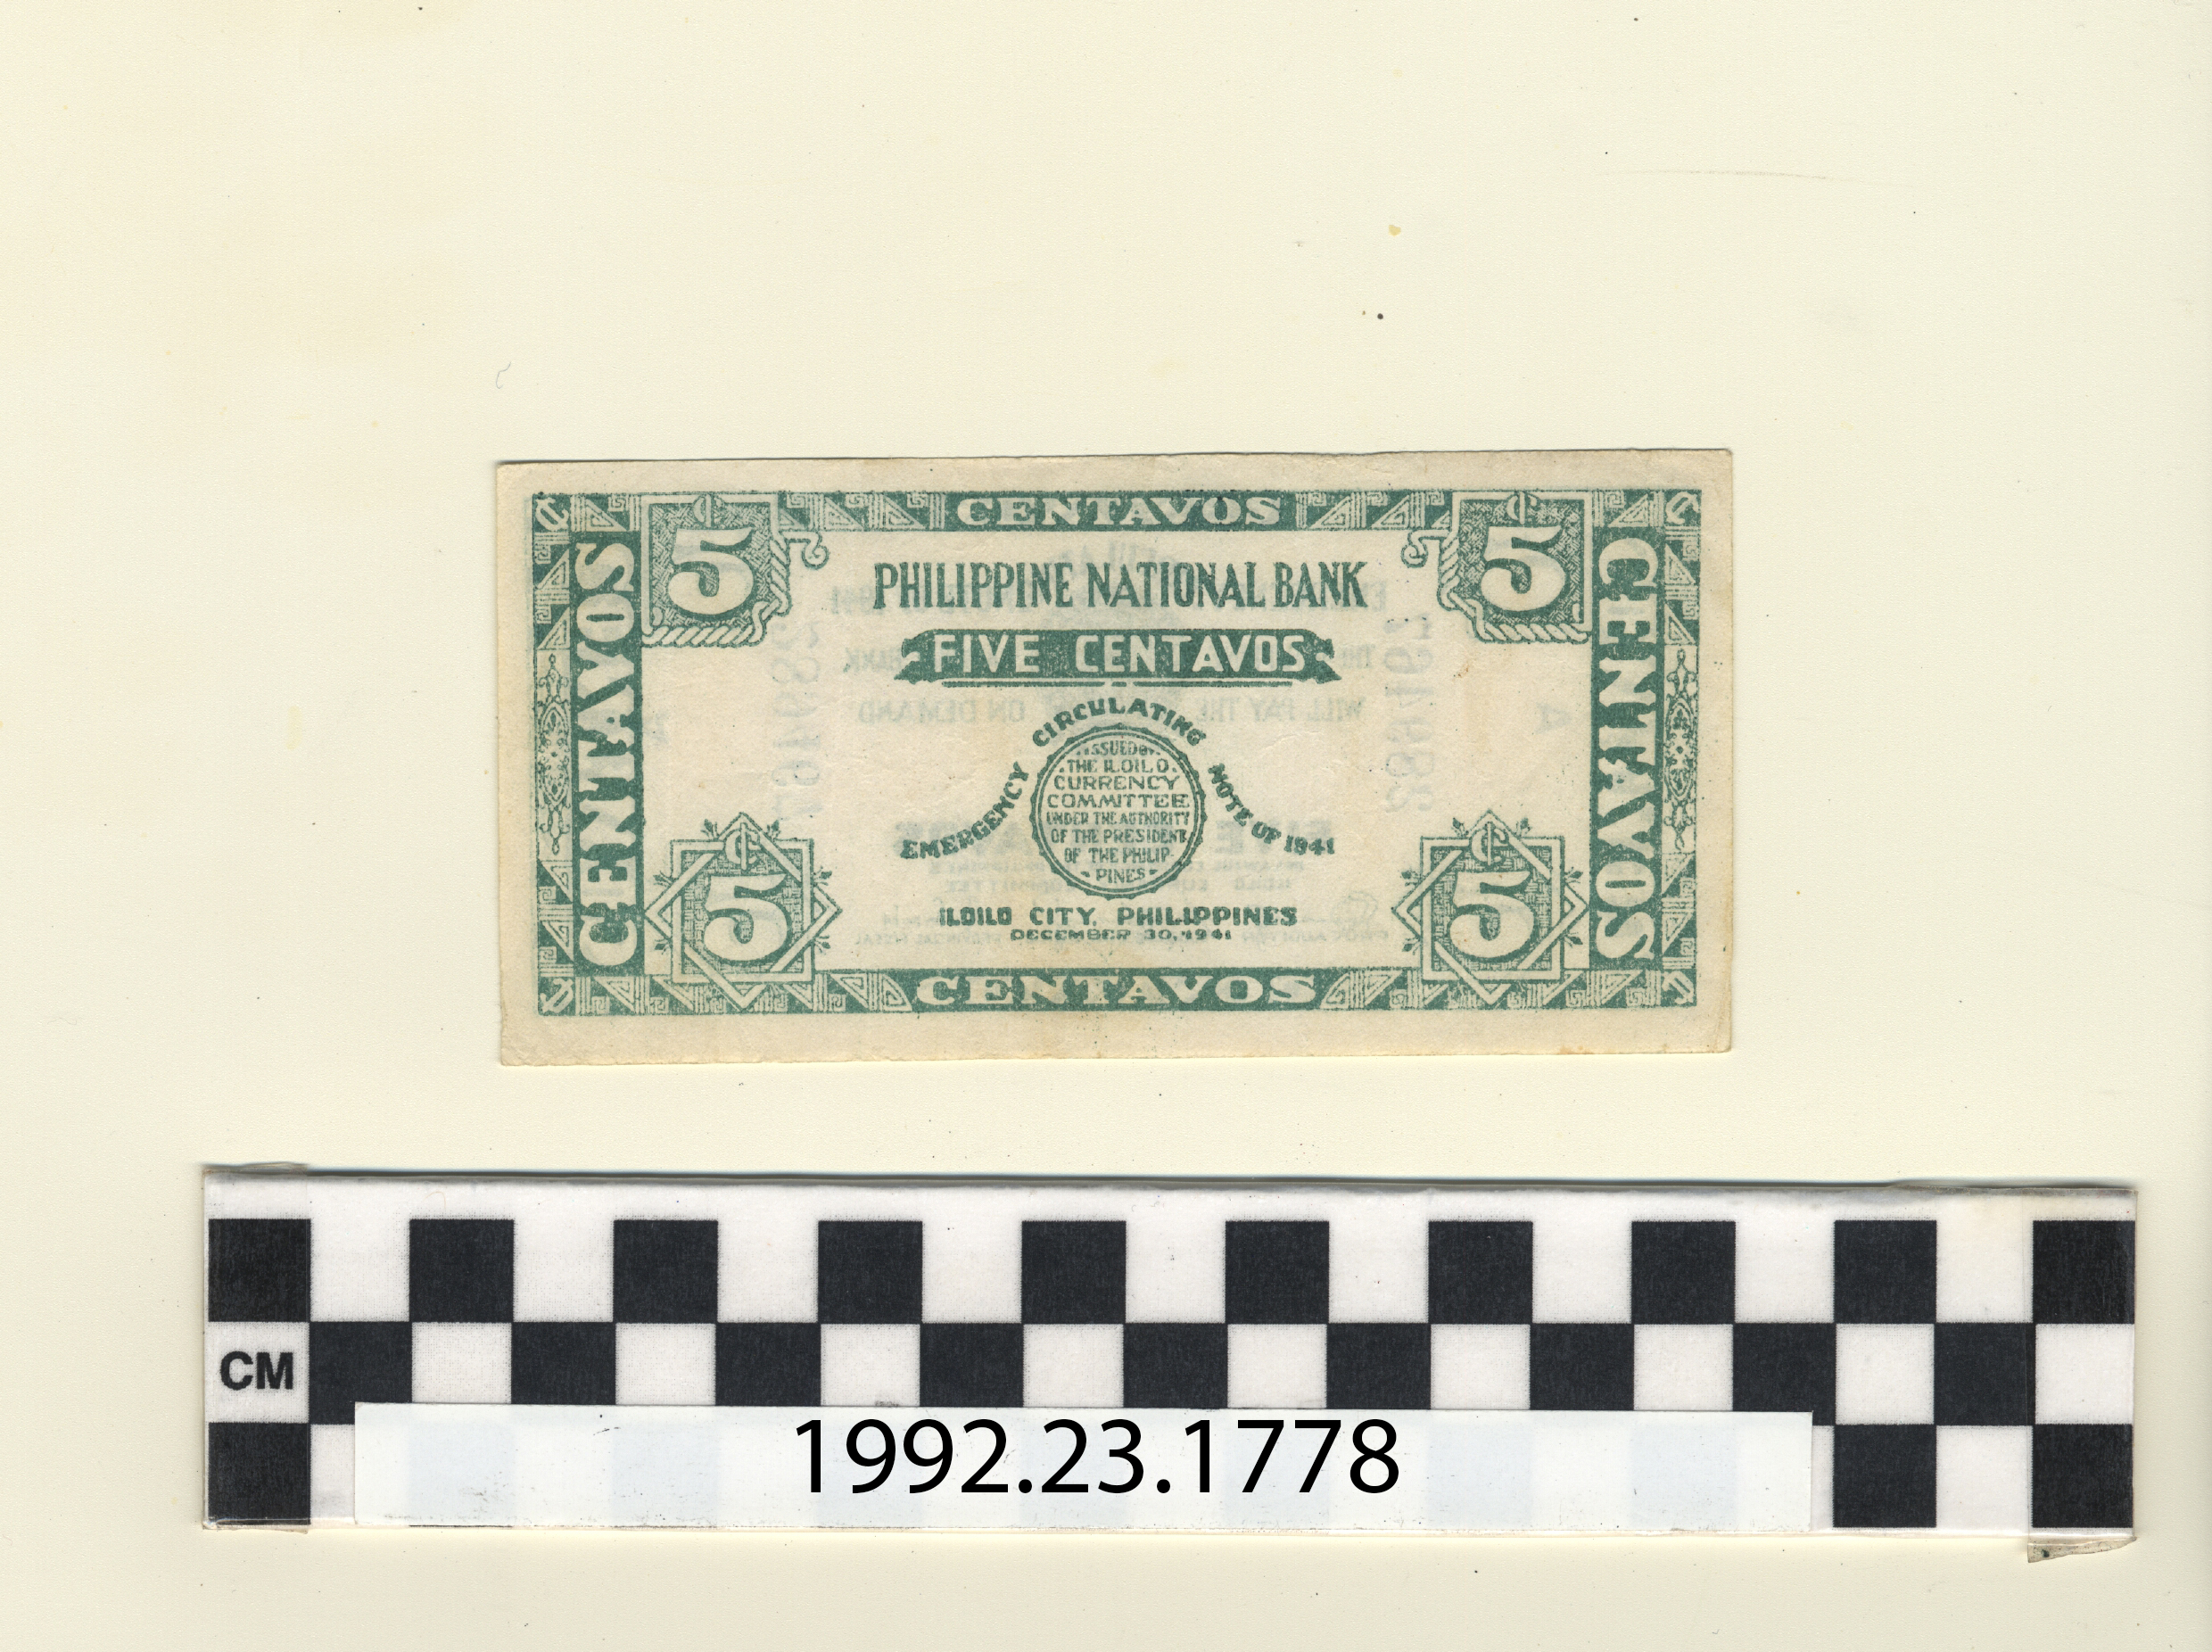 CENTAVOS
5 5
PHILIPPINE NATIONAL BANK
FIVE CENTAVOS
CENTAVOS
CENTAVOS
EMERGENCY CIRCULATING NOTE OF 1941
ISSUED BY
THE ILOILO
CURRENCY
COMMITTEE
UNDER THE AUTHORITY
OF THE PRESIDENT
OF THE PHILIP-
PINES
5 5
ILOILO CITY, PHILIPPINES
DECEMBER 30, 1941
CENTAVOS
CM
1992.23.1778